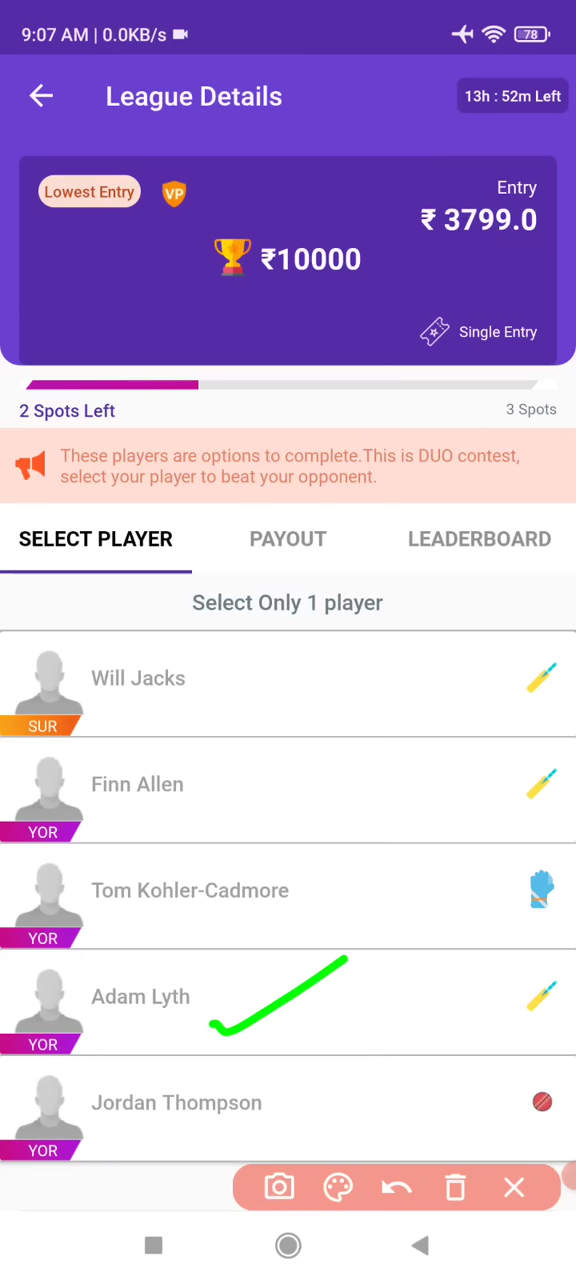 9:07 AM | 0.0KB/s
78
League Details
13h : 52m Left
Lowest Entry
VP
Entry
₹ 3799.0
₹10000
Single Entry
2 Spots Left
3 Spots
These players are options to complete.This is DUO contest,
select your player to beat your opponent.
SELECT PLAYER PAYOUT LEADERBOARD
Select Only 1 player
Will Jacks
SUR
Finn Allen
YOR
Tom Kohler-Cadmore
YOR
Adam Lyth
YOR
Jordan Thompson
YOR